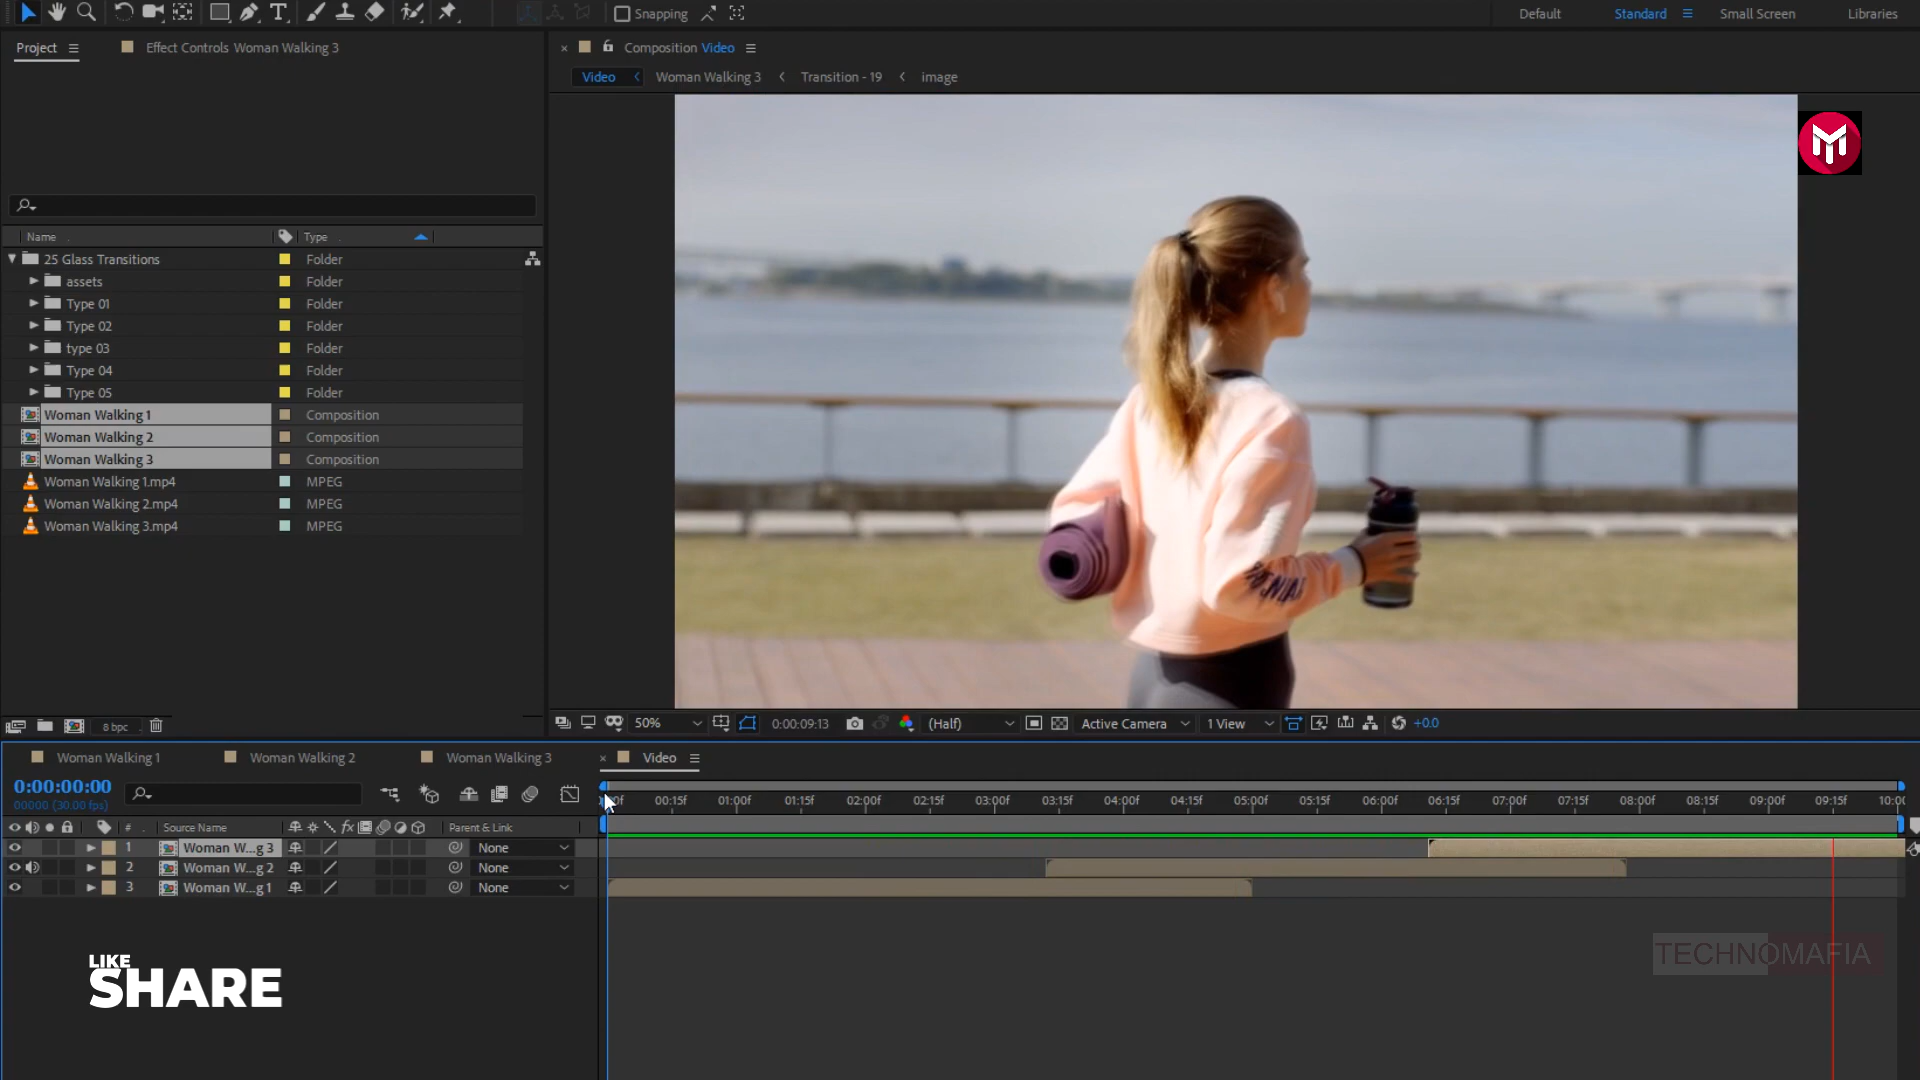 Snapping
Default
Standard
Small Screen
Libraries
Project
Effect Controls Woman Walking 3
Composition Video
Video
Woman Walking 3
Transition - 19
image
Name
Type
25 Glass Transitions
Folder
assets
Folder
Type 01
Folder
Type 02
Folder
type 03
Folder
Type 04
Folder
Type 05
Folder
Woman Walking 1
Composition
Woman Walking 2
Composition
Woman Walking 3
Composition
Woman Walking 1.mp4
MPEG
Woman Walking 2.mp4
MPEG
Woman Walking 3.mp4
MPEG
8 bpc
50%
0:00:09:13
(Half)
Active Camera
1 View
+0.0
Woman Walking 1
Woman Walking 2
Woman Walking 3
Video
0:00:00:00
00000 (30.00 fps)
00:15f
01:00f
01:15f
02:00f
02:15f
03:00f
03:15f
04:00f
04:15f
05:00f
05:15f
06:00f
06:15f
07:00f
07:15f
08:00f
08:15f
09:00f
09:15f
#
Source Name
fx
Parent & Link
1
Woman W...g 3
None
2
Woman W...g 2
None
3
Woman W...g 1
None
LIKE
SHARE
TECHNOMAFIA